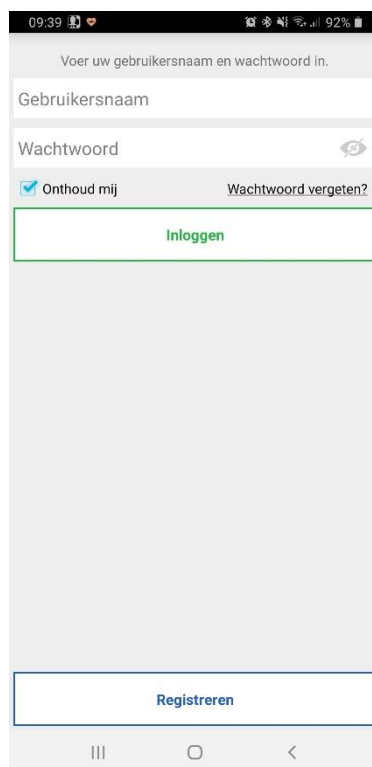 09:39 92%
Voer uw gebruikersnaam en wachtwoord in.
Gebruikersnaam
Wachtwoord
Onthoud mij Wachtwoord vergeten?
Inloggen
Registreren